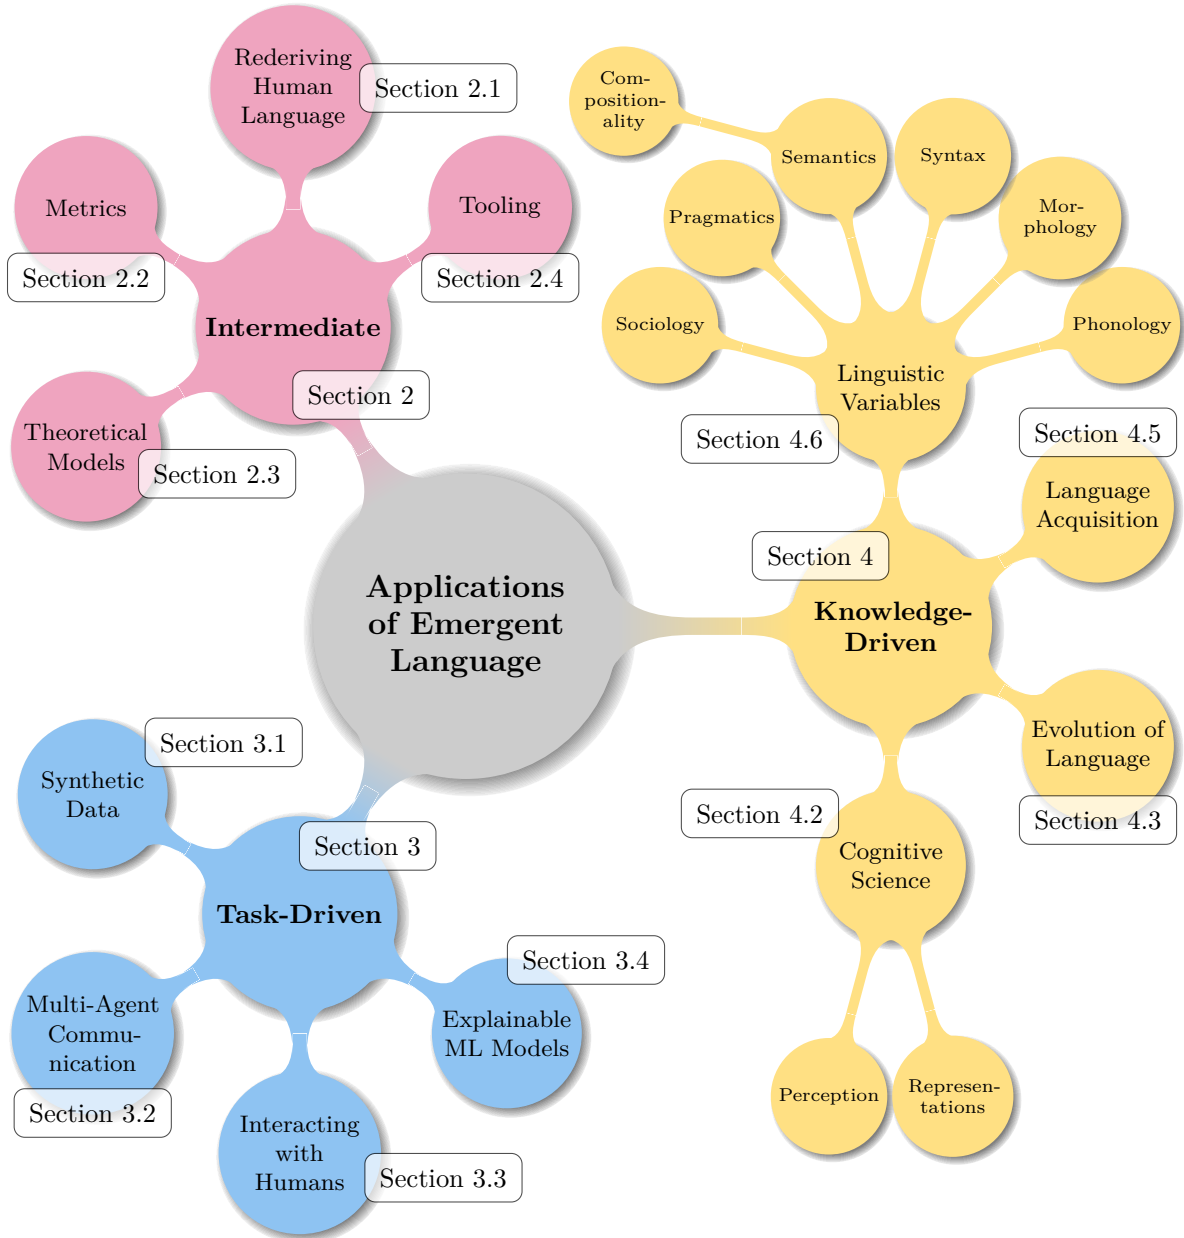 Rederiving
Human
Language
Section 2.1
Metrics
Section 2.2
Tooling
Section 2.4
Intermediate
Section 2
Theoretical
Models
Section 2.3
Applications
of Emergent
Language
Com-
position-
ality
Semantics
Syntax
Pragmatics
Mor-
phology
Sociology
Phonology
Linguistic
Variables
Section 4.6
Section 4.5
Language
Acquisition
Section 4
Knowledge-
Driven
Evolution of
Language
Section 4.3
Section 4.2
Cognitive
Science
Perception
Represen-
tations
Section 3.1
Synthetic
Data
Section 3
Task-Driven
Section 3.4
Explainable
ML Models
Multi-Agent
Commu-
nication
Section 3.2
Interacting
with
Humans
Section 3.3